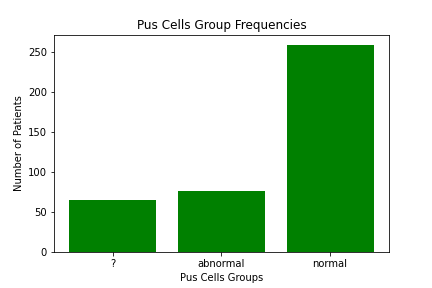 Pus Cells Group Frequencies
Number of Patients
250
200
150
100
50
0
?
abnormal
normal
Pus Cells Groups